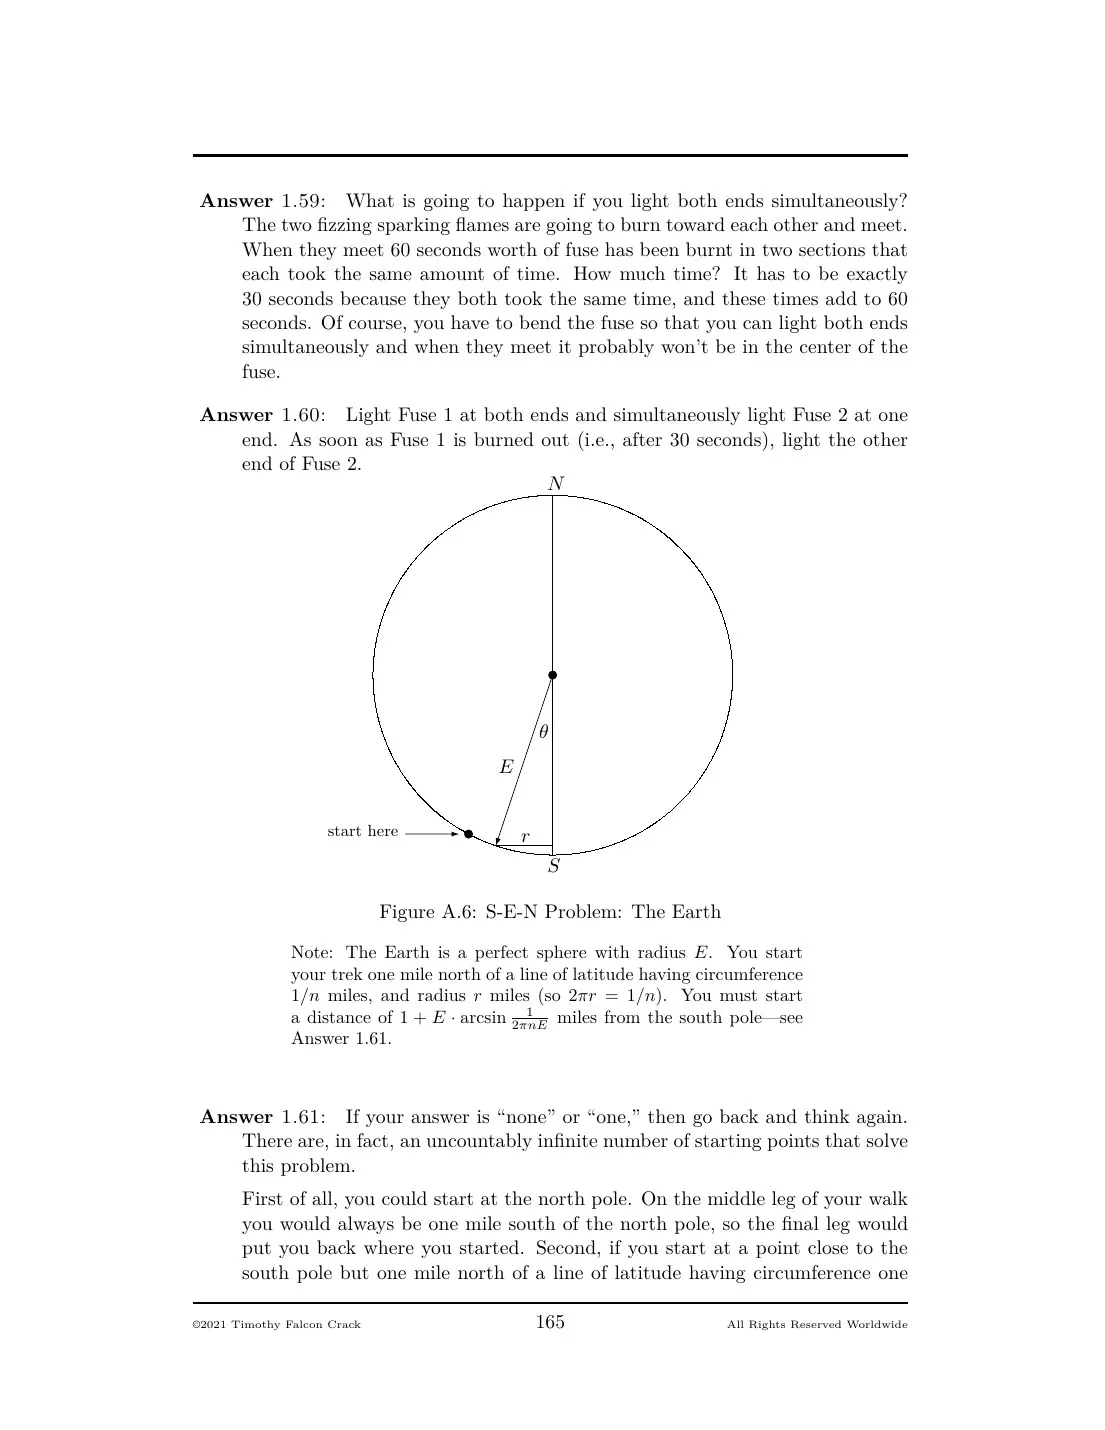 Answer 1.59: What is going to happen if you light both ends simultaneously?
The two fizzing sparking flames are going to burn toward each other and meet.
When they meet 60 seconds worth of fuse has been burnt in two sections that
each took the same amount of time. How much time? It has to be exactly
30 seconds because they both took the same time, and these times add to 60
seconds. Of course, you have to bend the fuse so that you can light both ends
simultaneously and when they meet it probably won't be in the center of the
fuse.
Answer 1.60: Light Fuse 1 at both ends and simultaneously light Fuse 2 at one
end. As soon as Fuse 1 is burned out (i.e., after 30 seconds), light the other
end of Fuse 2.
N
θ
E
start here
r
S
Figure A.6: S-E-N Problem: The Earth
Note: The Earth is a perfect sphere with radius E. You start
your trek one mile north of a line of latitude having circumference
1/n miles, and radius r miles (so 2πr = 1/n). You must start
a distance of 1 + E · arcsin 1/(2πnE) miles from the south pole—see
Answer 1.61.
Answer 1.61: If your answer is “none” or “one,” then go back and think again.
There are, in fact, an uncountably infinite number of starting points that solve
this problem.
First of all, you could start at the north pole. On the middle leg of your walk
you would always be one mile south of the north pole, so the final leg would
put you back where you started. Second, if you start at a point close to the
south pole but one mile north of a line of latitude having circumference one
©2021 Timothy Falcon Crack 165 All Rights Reserved Worldwide